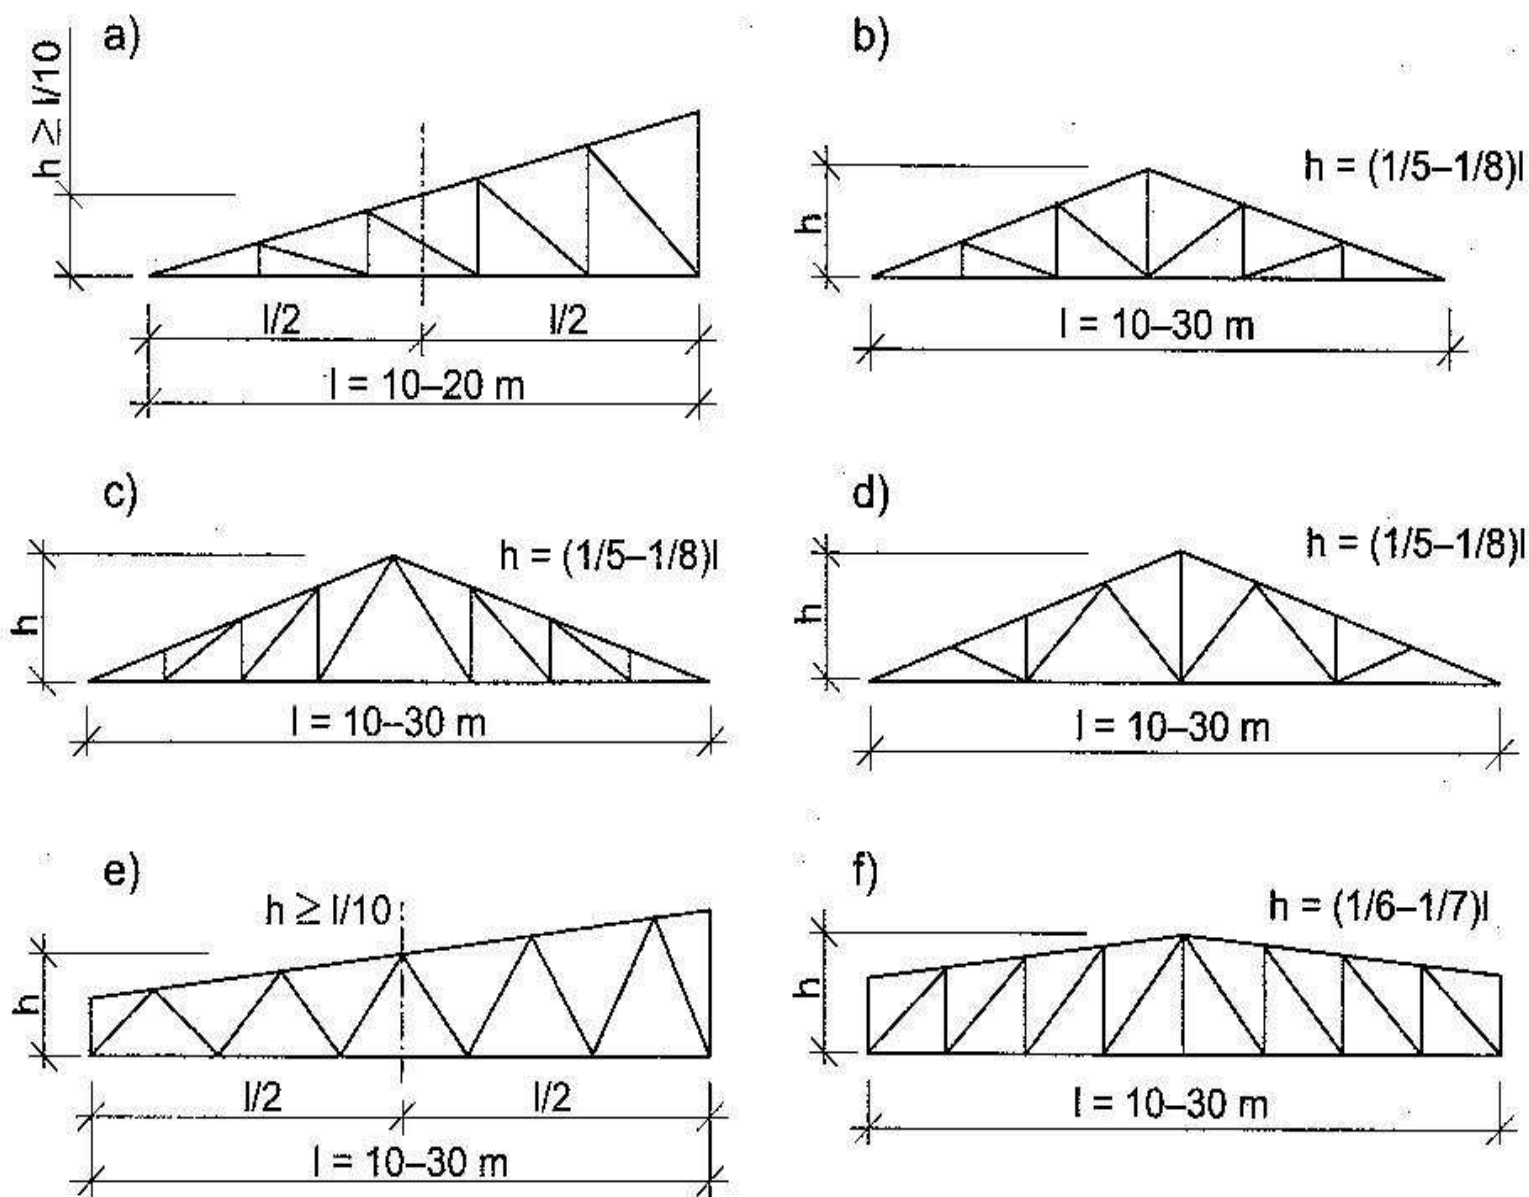 a)
h ≥ l/10
l/2 l/2
l = 10–20 m
b)
h = (1/5–1/8)l
h
l = 10–30 m
c)
h = (1/5–1/8)l
h
l = 10–30 m
d)
h = (1/5–1/8)l
h
l = 10–30 m
e)
h ≥ l/10
h
l/2 l/2
l = 10–30 m
f)
h = (1/6–1/7)l
h
l = 10–30 m